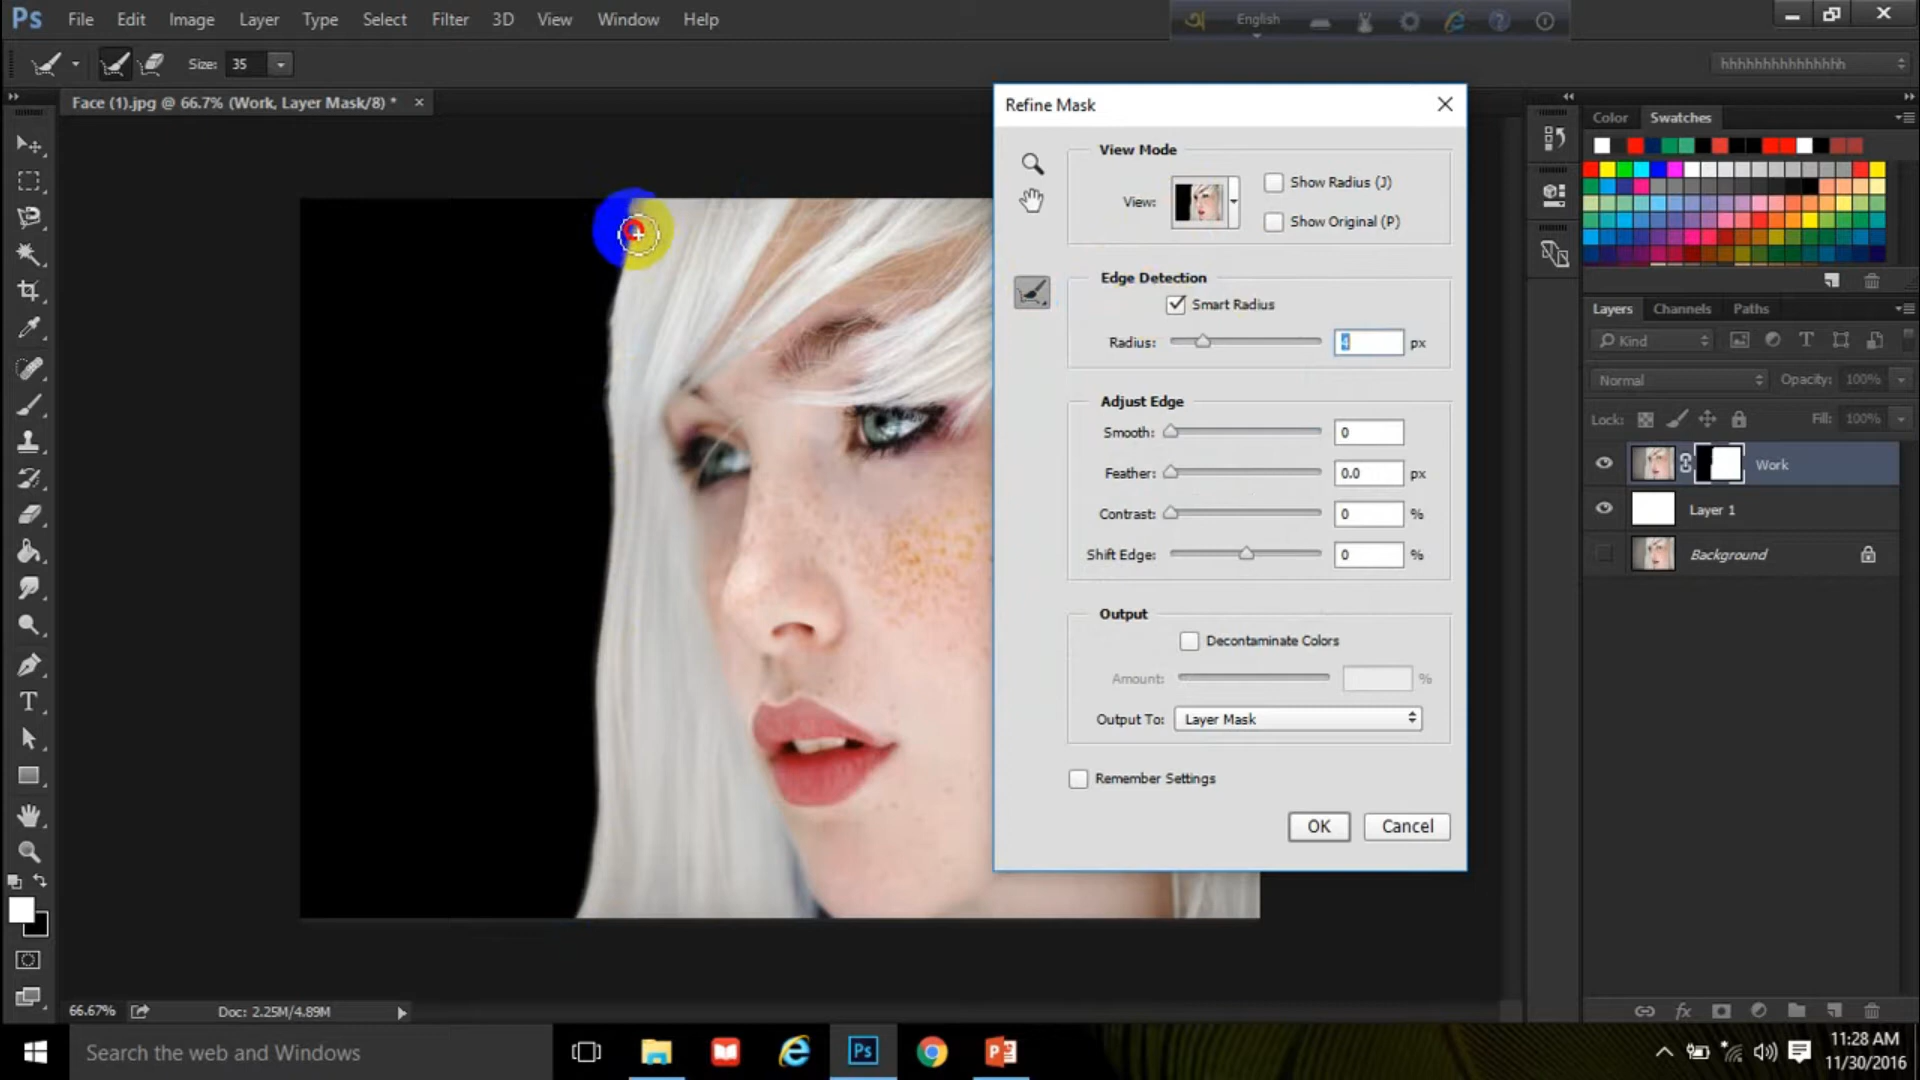 Ps File Edit Image Layer Type Select Filter 3D View Window Help
English
Size: 35
hhhhhhhhhhhhhhh
Face (1).jpg @ 66.7% (Work, Layer Mask/8) * ×
Refine Mask
View Mode
View:
Show Radius (J)
Show Original (P)
Edge Detection
Smart Radius
Radius: 4 px
Adjust Edge
Smooth: 0
Feather: 0.0 px
Contrast: 0 %
Shift Edge: 0 %
Output
Decontaminate Colors
Amount: %
Output To: Layer Mask
Remember Settings
OK Cancel
Color Swatches
Layers Channels Paths
Kind
Normal Opacity: 100%
Lock: Fill: 100%
Work
Layer 1
Background
66.67% Doc: 2.25M/4.89M
fx
Search the web and Windows
Ps
11:28 AM
11/30/2016